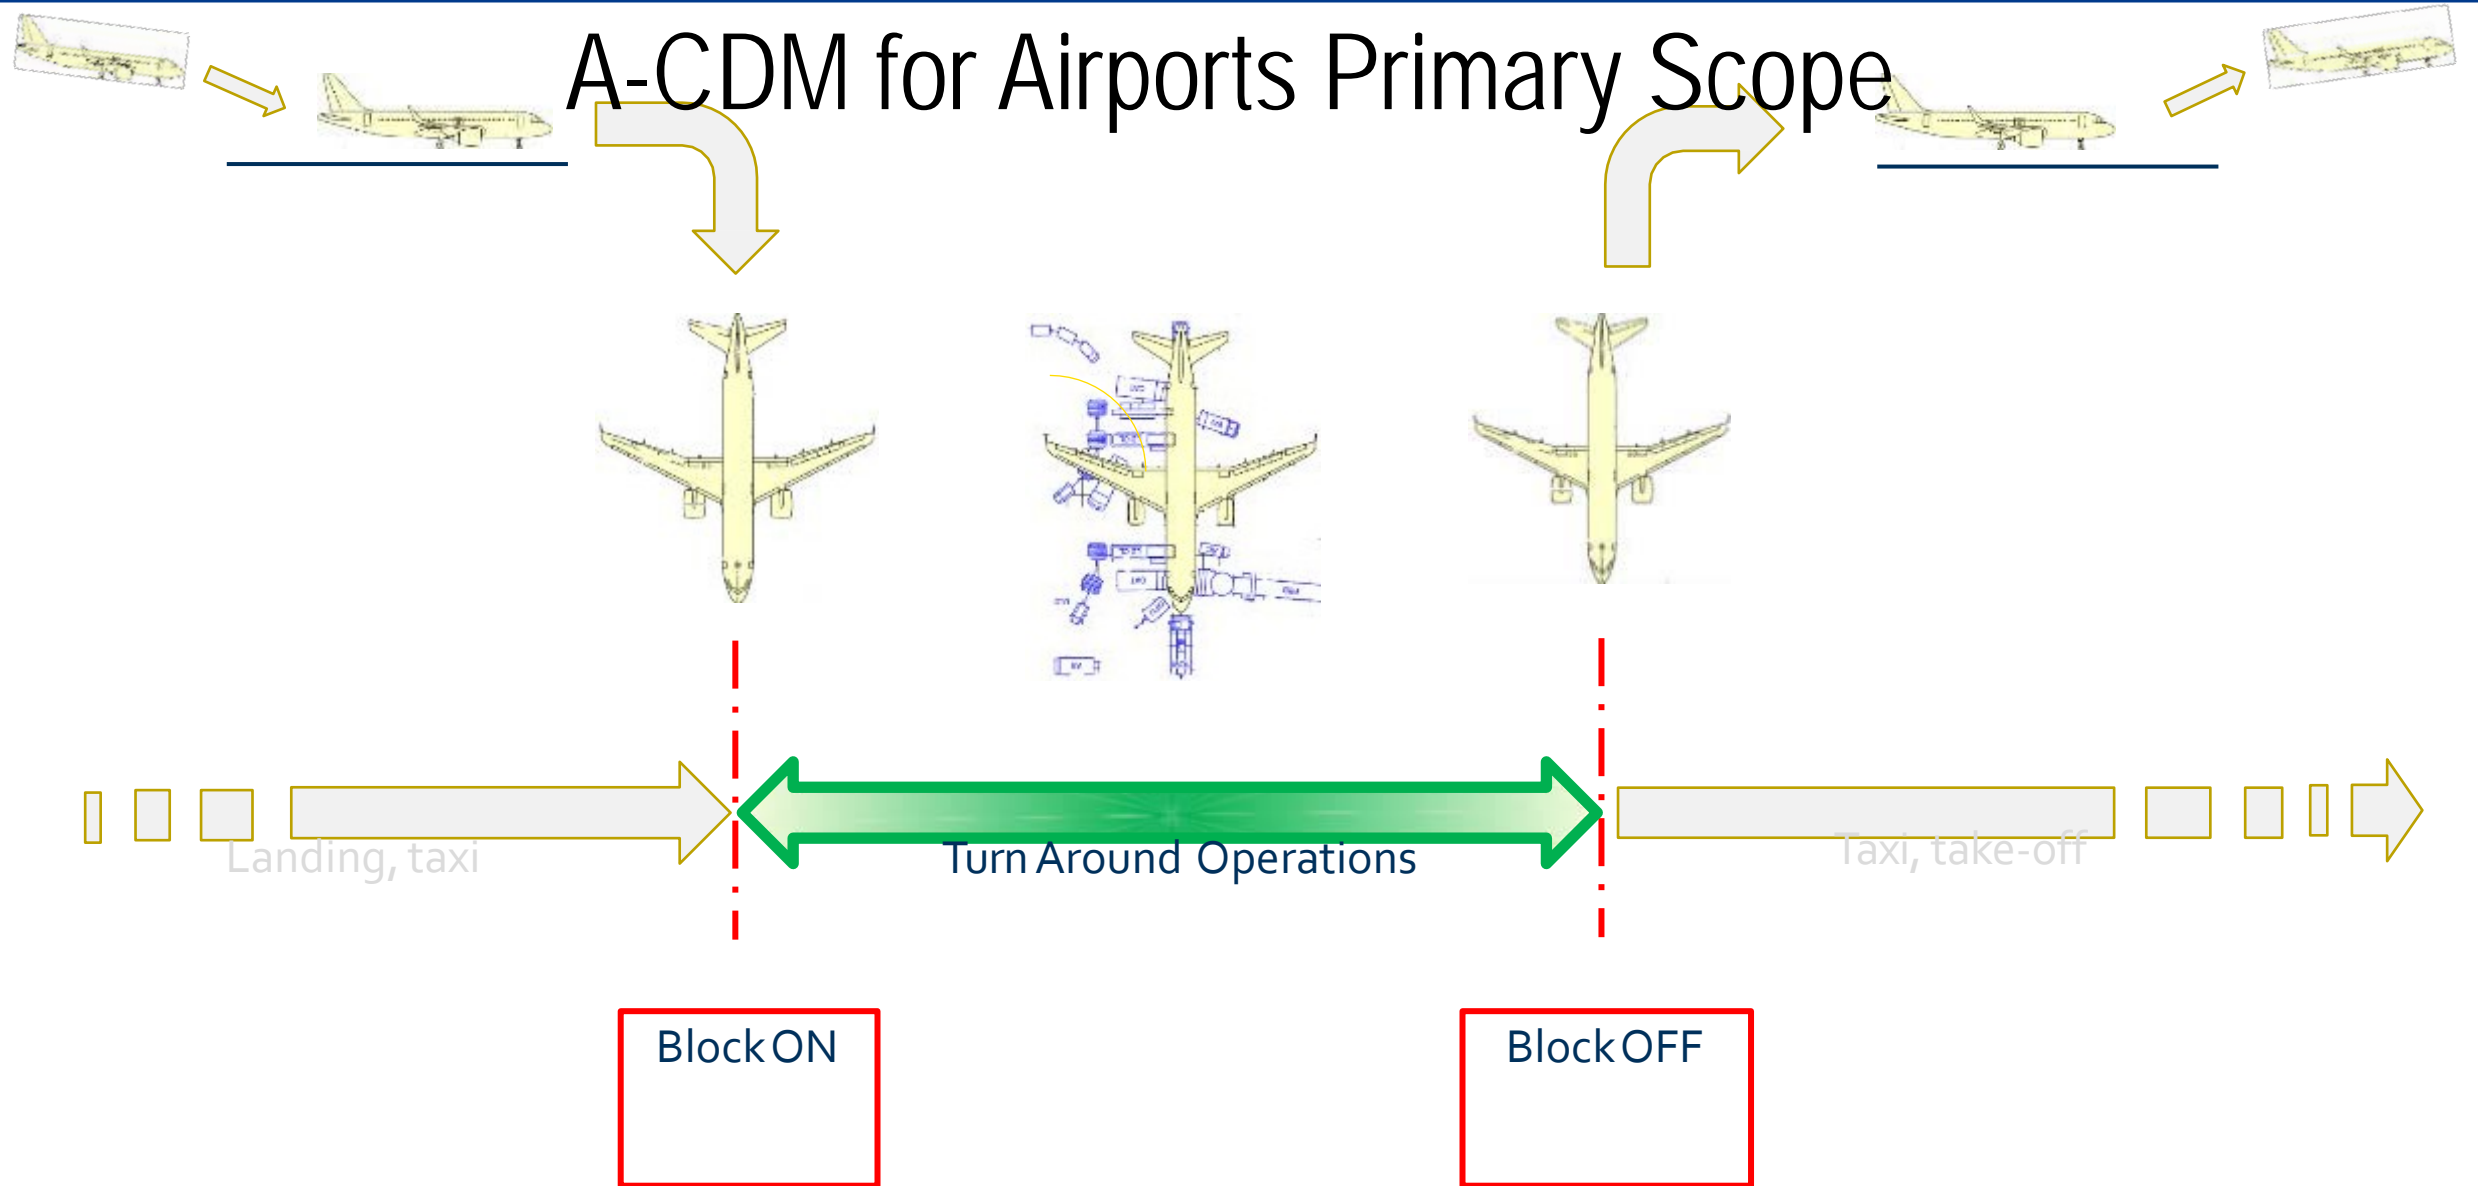 A-CDM for Airports Primary Scope
Landing, taxi
Turn Around Operations
Taxi, take-off
Block ON
Block OFF